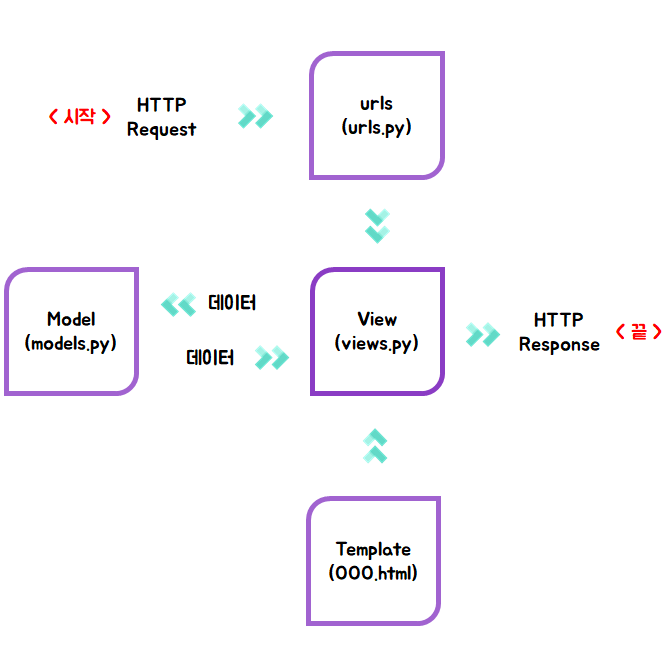 < 시작 >
HTTP
Request
urls
(urls.py)
Model
(models.py)
데이터
데이터
View
(views.py)
HTTP
Response
< 끝 >
Template
(000.html)